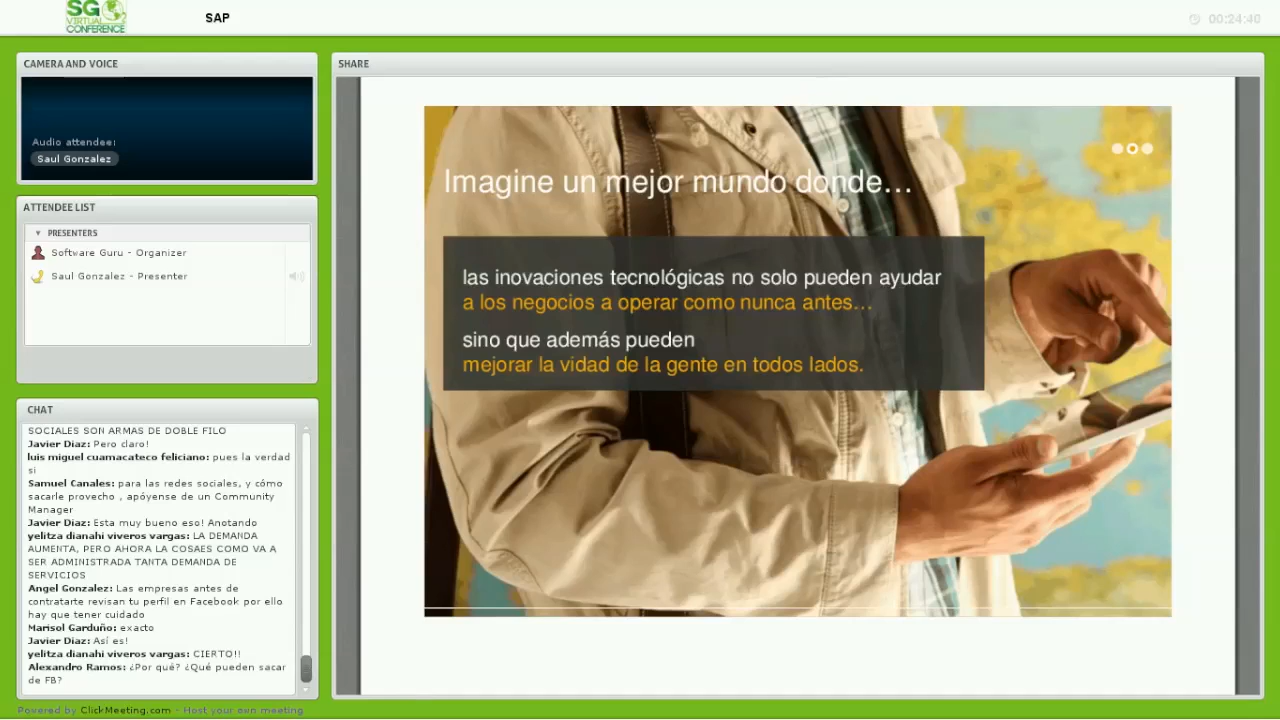 SG
VIRTUAL
CONFERENCE
SAP
00:24:40
CAMERA AND VOICE
Audio attendee:
Saul Gonzalez
ATTENDEE LIST
PRESENTERS
Software Guru - Organizer
Saul Gonzalez - Presenter
CHAT
SOCIALES SON ARMAS DE DOBLE FILO
Javier Diaz: Pero claro!
luis miguel cuamacateco feliciano: pues la verdad
si
Samuel Canales: para las redes sociales, y cómo
sacarle provecho , apóyense de un Community
Manager
Javier Diaz: Esta muy bueno eso! Anotando
yelitza dianahi viveros vargas: LA DEMANDA
AUMENTA, PERO AHORA LA COSAES COMO VA A
SER ADMINISTRADA TANTA DEMANDA DE
SERVICIOS
Angel Gonzalez: Las empresas antes de
contratarte revisan tu perfil en Facebook por ello
hay que tener cuidado
Marisol Garduño: exacto
Javier Diaz: Así es!
yelitza dianahi viveros vargas: CIERTO!!
Alexandro Ramos: ¿Por qué? ¿Qué pueden sacar
de FB?
Powered by ClickMeeting.com - Host your own meeting
SHARE
Imagine un mejor mundo donde...
las inovaciones tecnológicas no solo pueden ayudar
a los negocios a operar como nunca antes...
sino que además pueden
mejorar la vidad de la gente en todos lados.